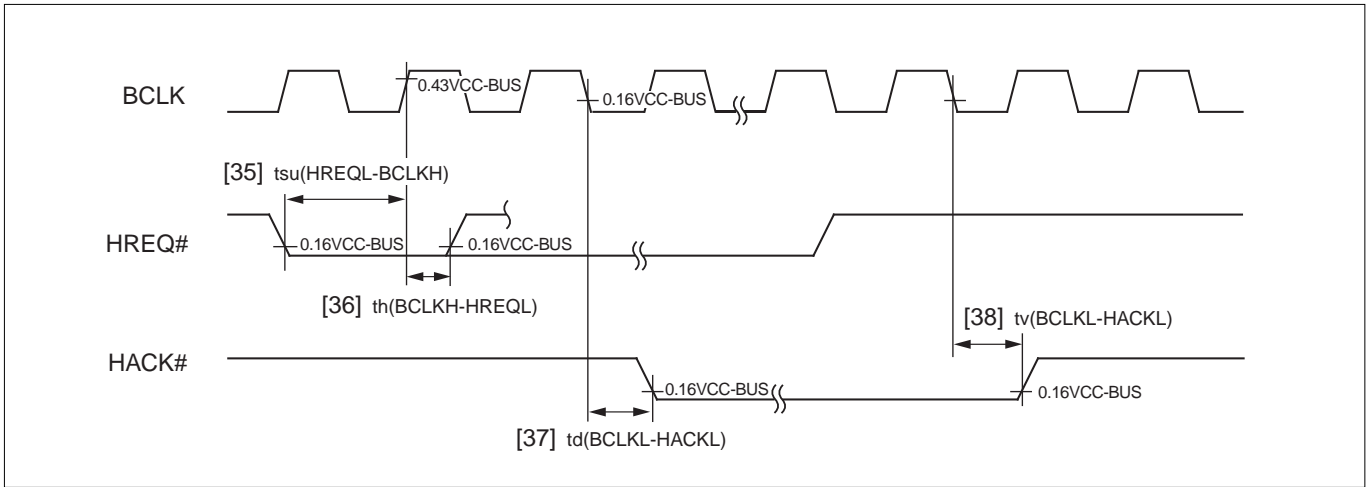 BCLK
0.43VCC-BUS
0.16VCC-BUS
[35] tsu(HREQL-BCLKH)
HREQ#
0.16VCC-BUS
0.16VCC-BUS
[36] th(BCLKH-HREQL)
[38] tv(BCLKL-HACKL)
HACK#
0.16VCC-BUS
0.16VCC-BUS
[37] td(BCLKL-HACKL)